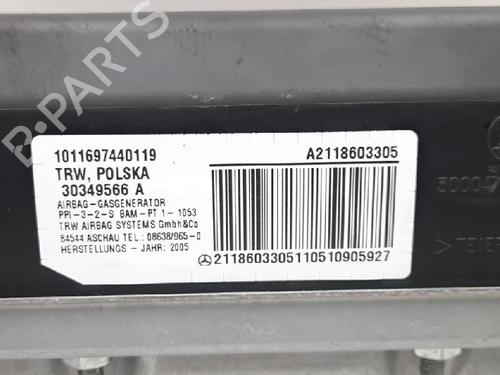 B-PARTS
1011697440119
A2118603305
TRW, POLSKA
30349566 A
AIRBAG-GASGENERATOR
PPI-3-2-S BAM-PT 1- 1053
TRW AIRBAG SYSTEMS Gmbh&Co
84544 ASCHAU TEL.: 08638/965-0
HERSTELLUNGS - JAHR: 2005
2118603305110510905927